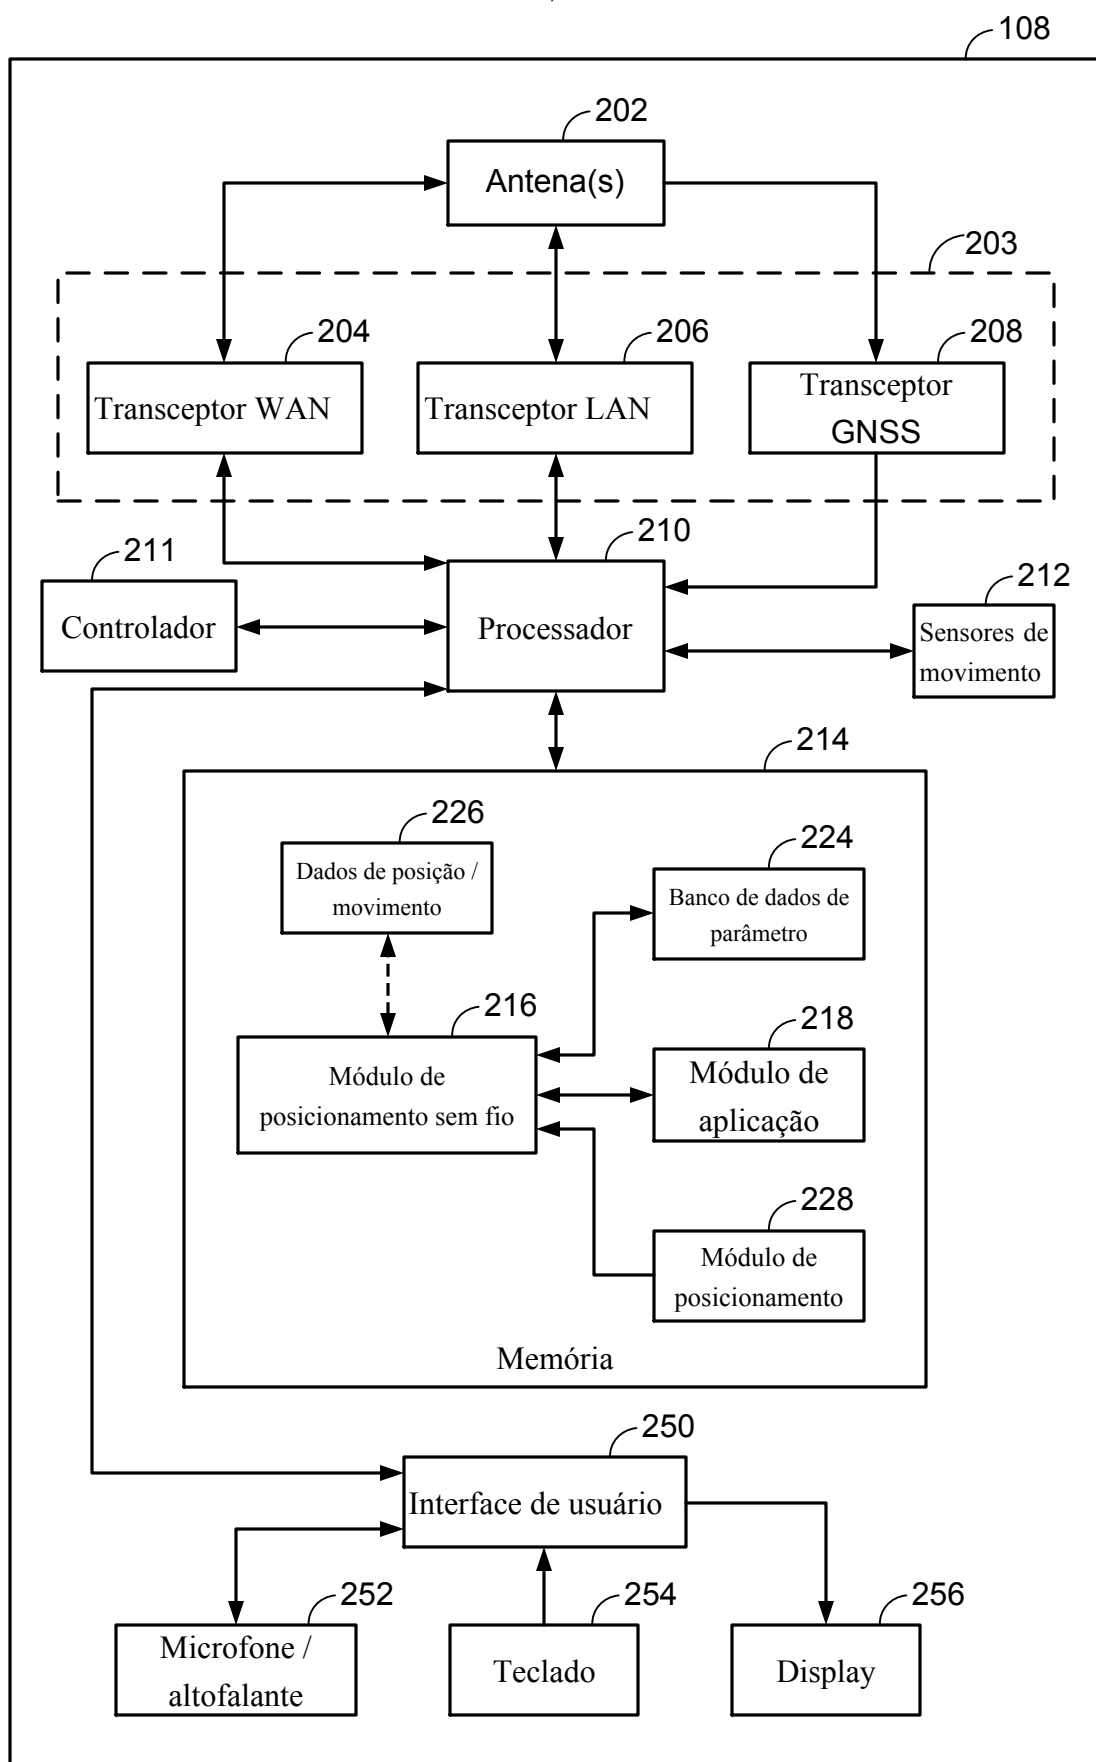 108
202
Antena(s)
203
204
Transceptor WAN
206
Transceptor LAN
208
Transceptor
GNSS
211
Controlador
210
Processador
212
Sensores de
movimento
214
226
Dados de posição /
movimento
224
Banco de dados de
parâmetro
216
Módulo de
posicionamento sem fio
218
Módulo de
aplicação
228
Módulo de
posicionamento
Memória
250
Interface de usuário
252
Microfone /
altofalante
254
Teclado
256
Display